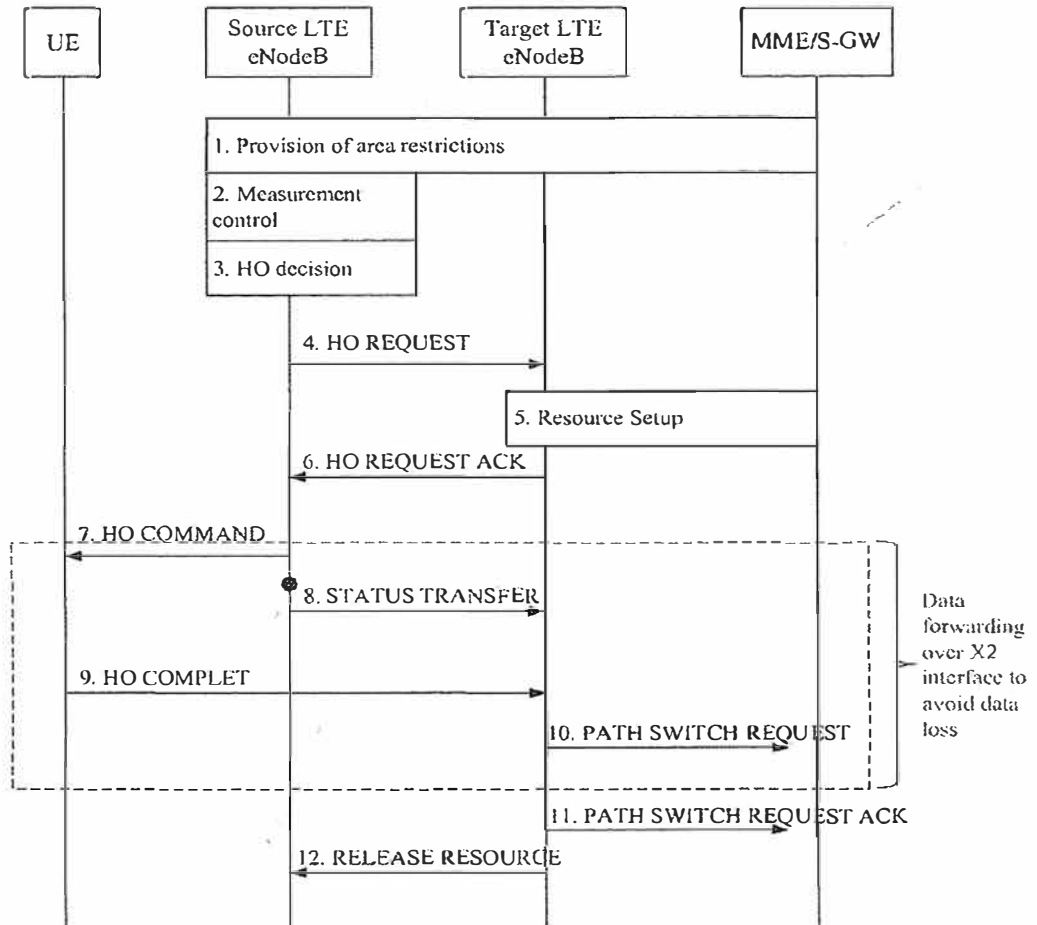 UE
Source LTE
eNodeB
Target LTE
eNodeB
MME/S-GW
1. Provision of area restrictions
2. Measurement
control
3. HO decision
4. HO REQUEST
5. Resource Setup
6. HO REQUEST ACK
7. HO COMMAND
8. STATUS TRANSFER
9. HO COMPLET
10. PATH SWITCH REQUEST
Data
forwarding
over X2
interface to
avoid data
loss
11. PATH SWITCH REQUEST ACK
12. RELEASE RESOURCE